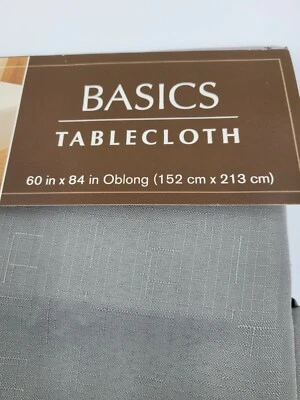 BASICS
TABLECLOTH
60 in x 84 in Oblong (152 cm x 213 cm)